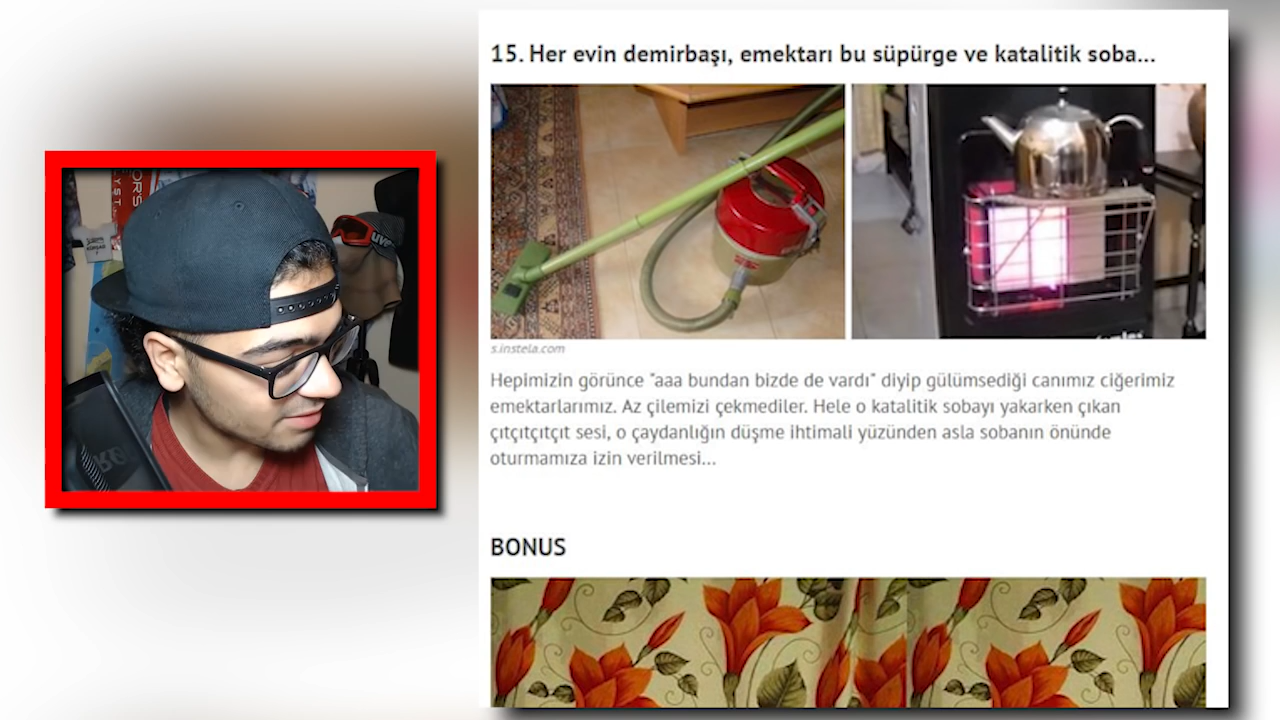 15. Her evin demirbaşı, emektarı bu süpürge ve katalitik soba...
s.instela.com
Hepimizin görünce "aaa bundan bizde de vardı" diyip gülümsediği canımız ciğerimiz
emektarlarımız. Az çilemizi çekmediler. Hele o katalitik sobayı yakarken çıkan
çıtçıtçıtçıt sesi, o çaydanlığın düşme ihtimali yüzünden asla sobanın önünde
oturmamıza izin verilmesi...
BONUS
uvex